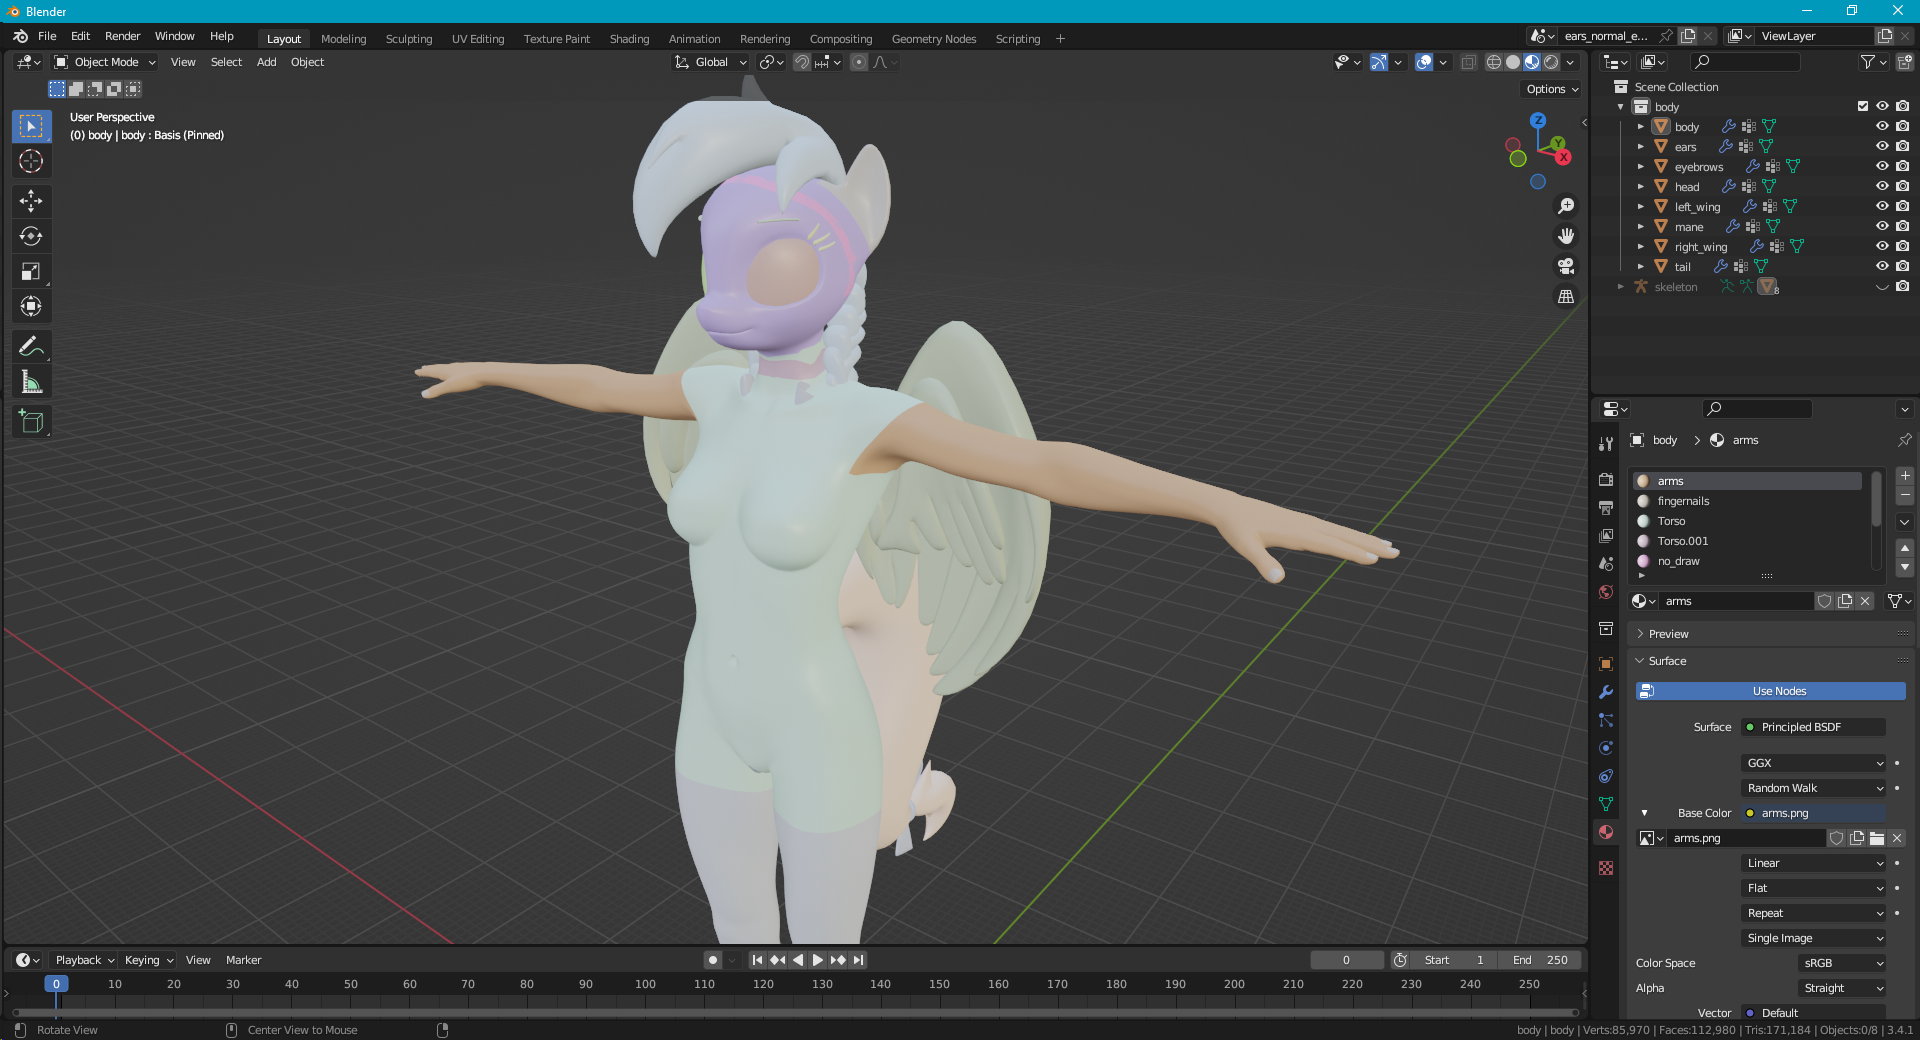 Blender
File Edit Render Window Help Layout Modeling Sculpting UV Editing Texture Paint Shading Animation Rendering Compositing Geometry Nodes Scripting + ears_normal_e... ViewLayer
Object Mode View Select Add Object Global
Options
User Perspective
(0) body | body : Basis (Pinned)
Z
Y
X
Scene Collection
body
body
ears
eyebrows
head
left_wing
mane
right_wing
tail
skeleton 8
body > arms
arms
fingernails
Torso
Torso.001
no_draw
arms
Preview
Surface
Use Nodes
Surface Principled BSDF
GGX
Random Walk
Base Color arms.png
arms.png
Linear
Flat
Repeat
Single Image
Color Space sRGB
Alpha Straight
Vector Default
Playback Keying View Marker 0 Start 1 End 250
0 10 20 30 40 50 60 70 80 90 100 110 120 130 140 150 160 170 180 190 200 210 220 230 240 250
Rotate View Center View to Mouse body | body | Verts:85,970 | Faces:112,980 | Tris:171,184 | Objects:0/8 | 3.4.1